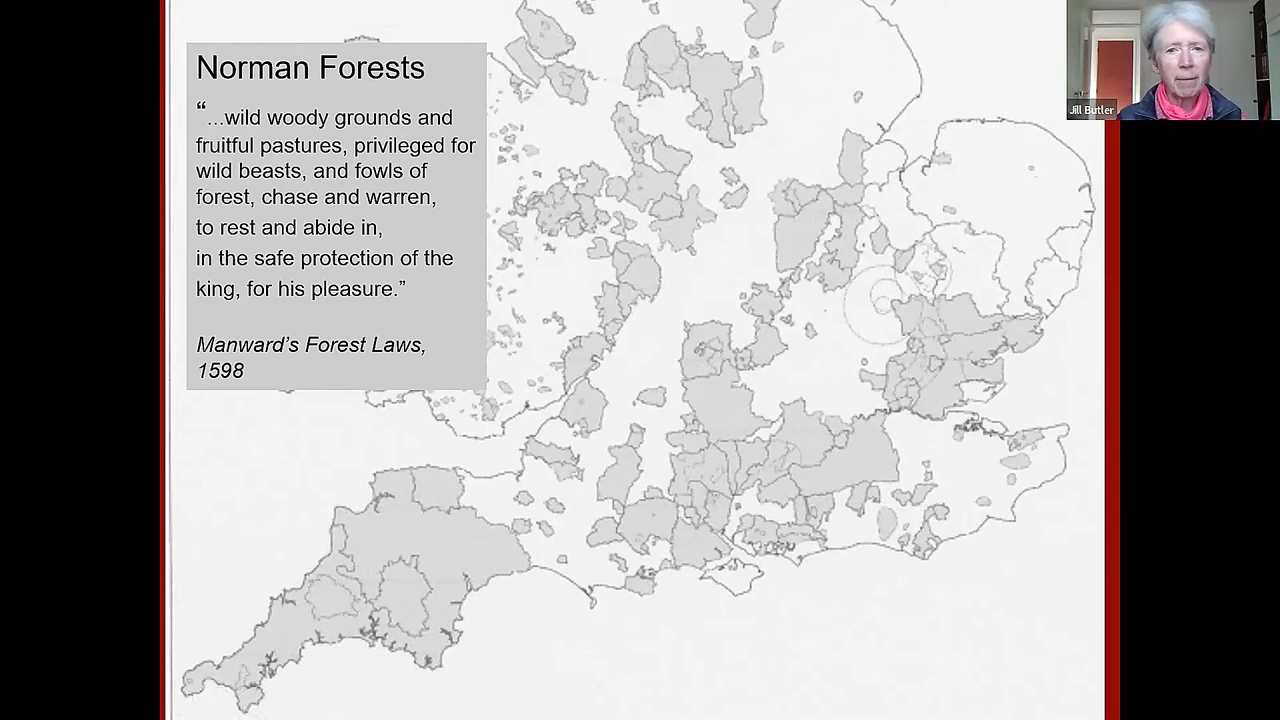 Norman Forests
“...wild woody grounds and
fruitful pastures, privileged for
wild beasts, and fowls of
forest, chase and warren,
to rest and abide in,
in the safe protection of the
king, for his pleasure.”
Manward’s Forest Laws,
1598
Jill Butler